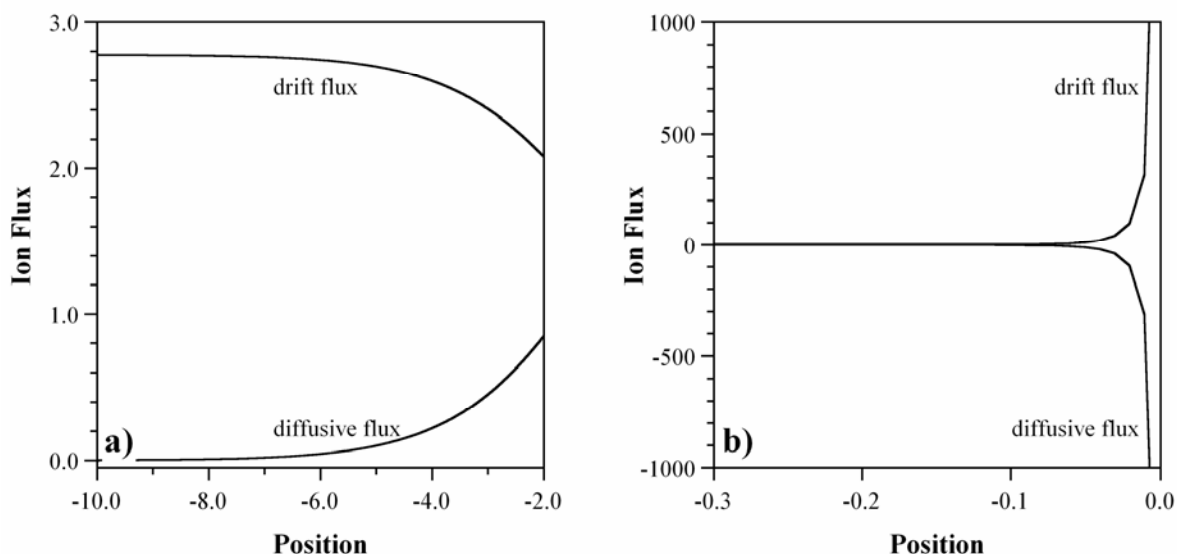 3.0
2.0
1.0
0.0
Ion Flux
drift flux
diffusive flux
a)
-10.0 -8.0 -6.0 -4.0 -2.0
Position
1000
500
0
-500
-1000
Ion Flux
drift flux
diffusive flux
b)
-0.3 -0.2 -0.1 0.0
Position